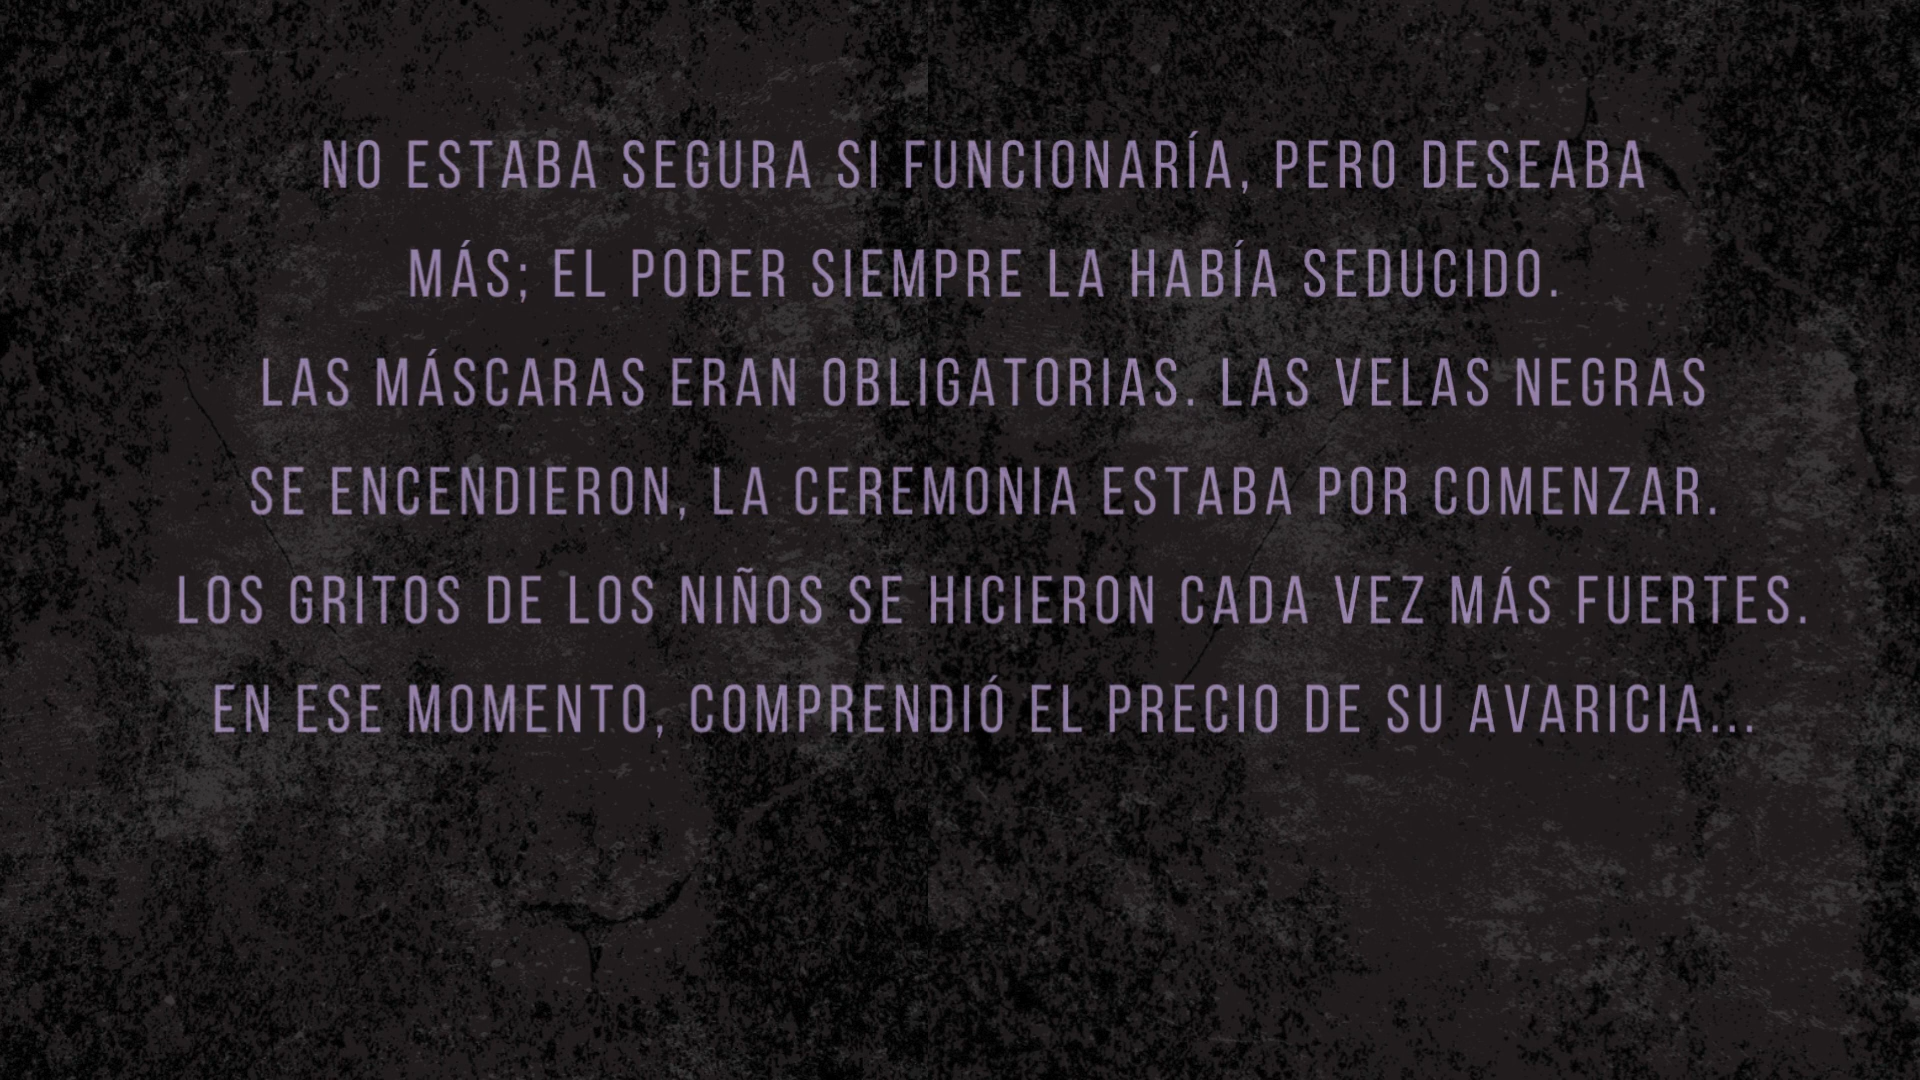 NO ESTABA SEGURA SI FUNCIONARÍA, PERO DESEABA
MÁS; EL PODER SIEMPRE LA HABÍA SEDUCIDO.
LAS MÁSCARAS ERAN OBLIGATORIAS. LAS VELAS NEGRAS
SE ENCENDIERON, LA CEREMONIA ESTABA POR COMENZAR.
LOS GRITOS DE LOS NIÑOS SE HICIERON CADA VEZ MÁS FUERTES.
EN ESE MOMENTO, COMPRENDIÓ EL PRECIO DE SU AVARICIA...